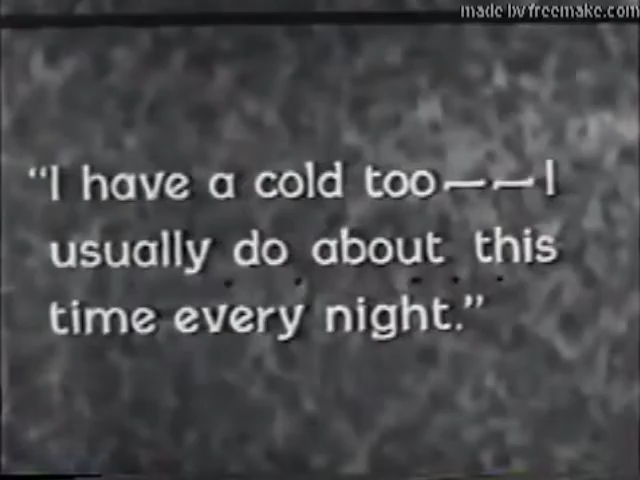 made by freemake.com
"I have a cold too——I
usually do about this
time every night."